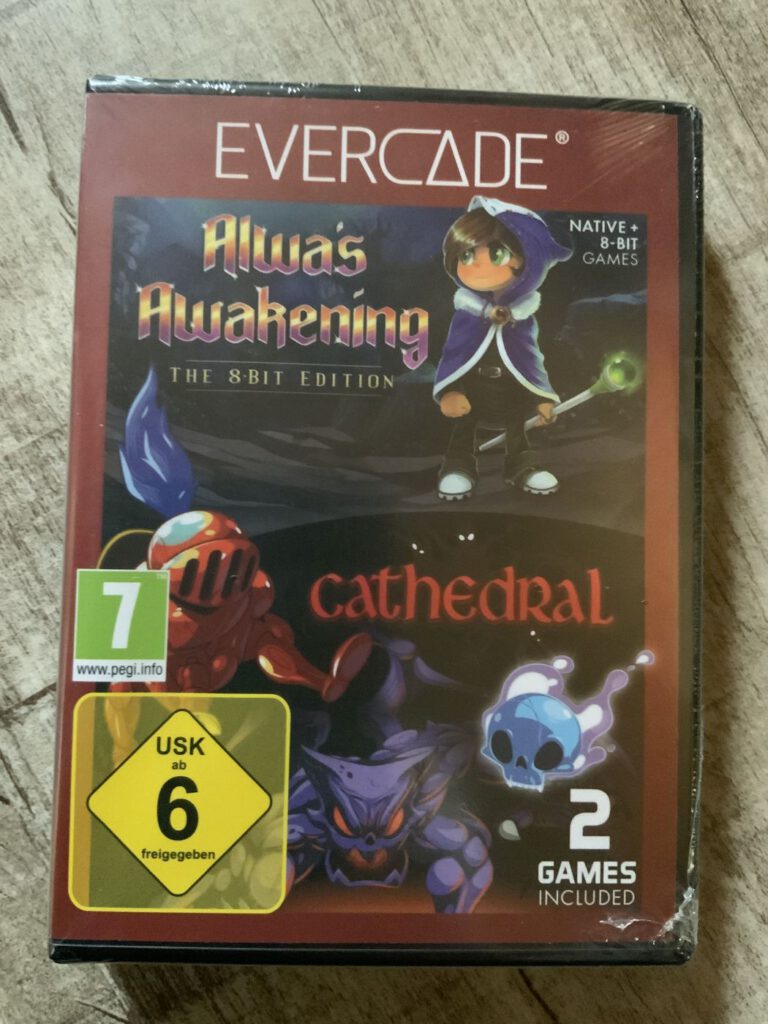 EVERCADE®
Alwa's
Awakening
THE 8-BIT EDITION
NATIVE +
8-BIT
GAMES
CATHEDRAL
7™
www.pegi.info
USK
ab
6
freigegeben
2
GAMES
INCLUDED